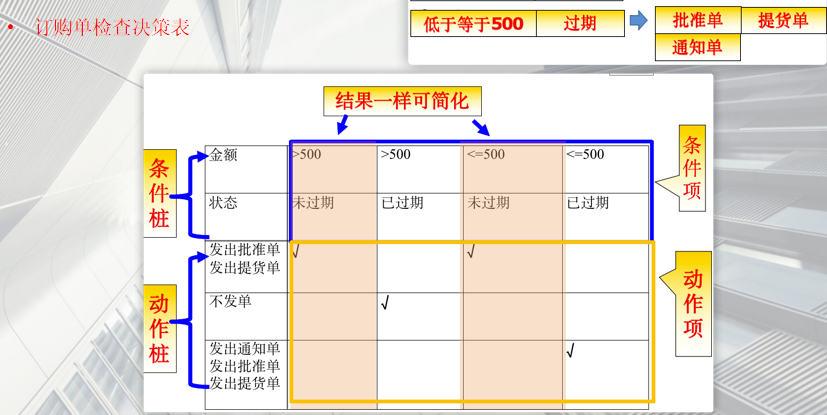 订购单检查决策表
低于等于500 过期 批准单 提货单
通知单
结果一样可简化
条件桩
条件项
动作桩
动作项
金额 >500 >500 <=500 <=500
状态 未过期 已过期 未过期 已过期
发出批准单 √ √
发出提货单
不发单 √
发出通知单 √
发出批准单
发出提货单